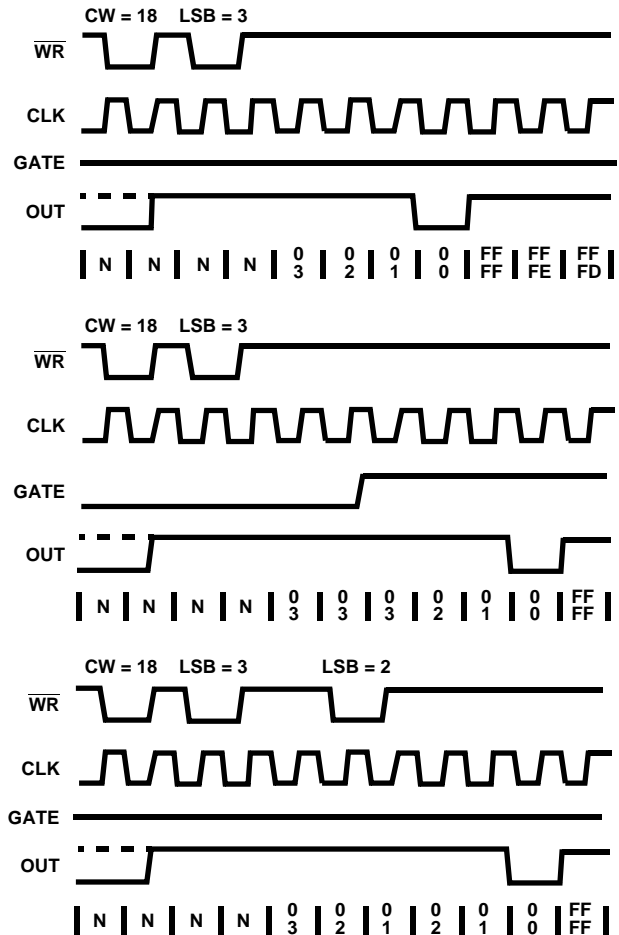 CW = 18 LSB = 3
WR
CLK
GATE
OUT
N N N N 0 0 0 0 FF FF FF
3 2 1 0 FF FE FD
CW = 18 LSB = 3
WR
CLK
GATE
OUT
N N N N 0 0 0 0 0 0 FF
3 3 3 2 1 0 FF
CW = 18 LSB = 3 LSB = 2
WR
CLK
GATE
OUT
N N N N 0 0 0 0 0 0 FF
3 2 1 2 1 0 FF